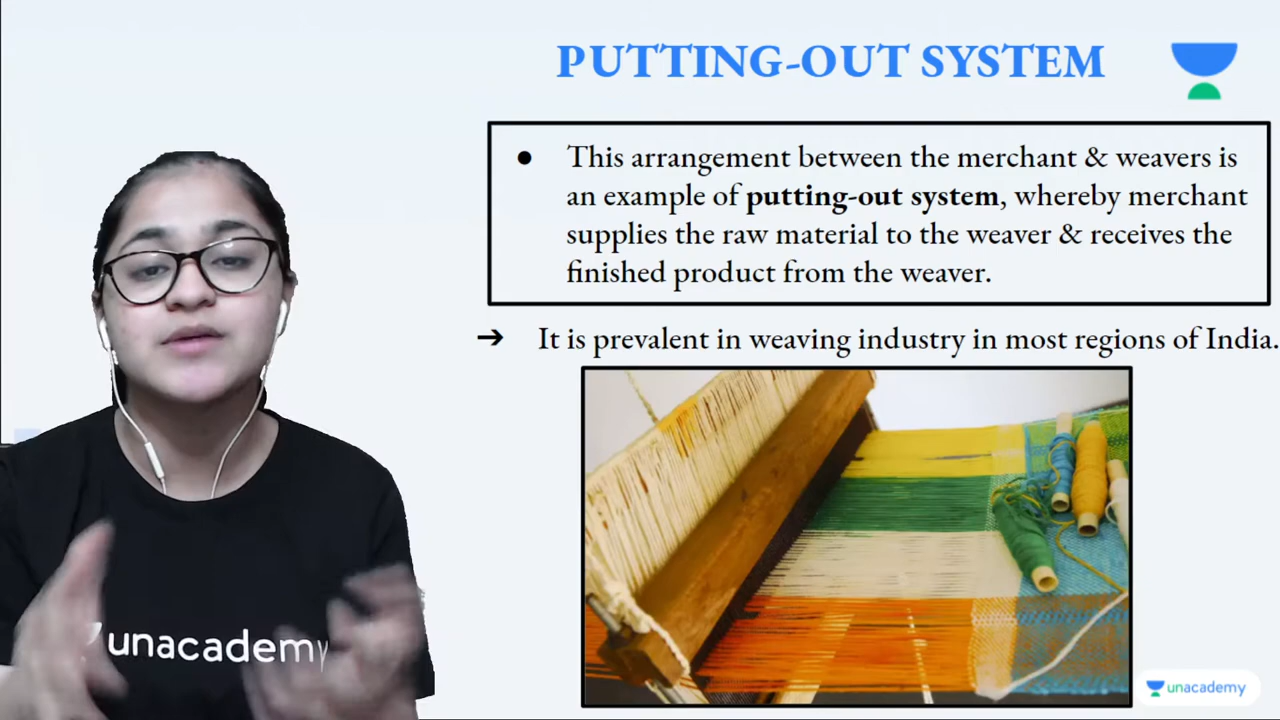 PUTTING-OUT SYSTEM
● This arrangement between the merchant & weavers is
an example of putting-out system, whereby merchant
supplies the raw material to the weaver & receives the
finished product from the weaver.
➔ It is prevalent in weaving industry in most regions of India.
unacademy
unacademy